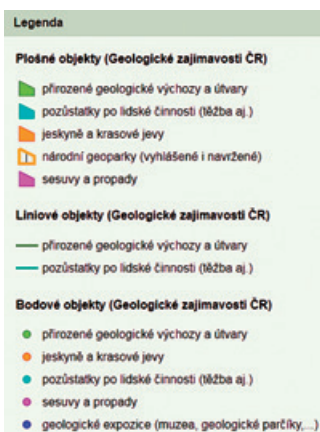 Legenda
Plošné objekty (Geologické zajímavosti ČR)
přirozené geologické výchozy a útvary
pozůstatky po lidské činnosti (těžba aj.)
jeskyně a krasové jevy
národní geoparky (vyhlášené i navržené)
sesuvy a propady
Liniové objekty (Geologické zajímavosti ČR)
přirozené geologické výchozy a útvary
pozůstatky po lidské činnosti (těžba aj.)
Bodové objekty (Geologické zajímavosti ČR)
přirozené geologické výchozy a útvary
jeskyně a krasové jevy
pozůstatky po lidské činnosti (těžba aj.)
sesuvy a propady
geologické expozice (muzea, geologické parčíky,...)